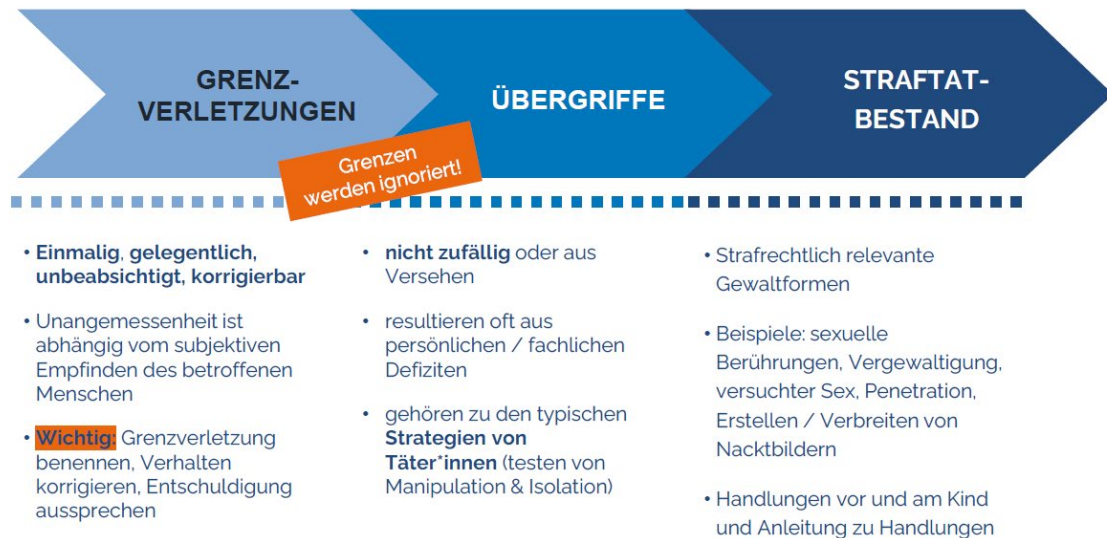 GRENZ-
VERLETZUNGEN
ÜBERGRIFFE
STRAFTAT-
BESTAND
Grenzen
werden ignoriert!
• Einmalig, gelegentlich,
unbeabsichtigt, korrigierbar
• Unangemessenheit ist
abhängig vom subjektiven
Empfinden des betroffenen
Menschen
• Wichtig: Grenzverletzung
benennen, Verhalten
korrigieren, Entschuldigung
aussprechen
• nicht zufällig oder aus
Versehen
• resultieren oft aus
persönlichen / fachlichen
Defiziten
• gehören zu den typischen
Strategien von
Täter*innen (testen von
Manipulation & Isolation)
• Strafrechtlich relevante
Gewaltformen
• Beispiele: sexuelle
Berührungen, Vergewaltigung,
versuchter Sex, Penetration,
Erstellen / Verbreiten von
Nacktbildern
• Handlungen vor und am Kind
und Anleitung zu Handlungen